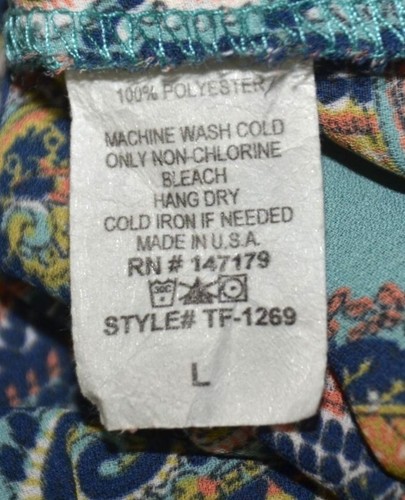 100% POLYESTER
MACHINE WASH COLD
ONLY NON-CHLORINE
BLEACH
HANG DRY
COLD IRON IF NEEDED
MADE IN U.S.A.
RN # 147179
30C
STYLE# TF-1269
L